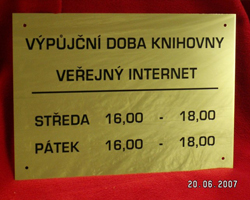 VÝPŮJČNÍ DOBA KNIHOVNY
VEŘEJNÝ INTERNET
STŘEDA 16,00 - 18,00
PÁTEK 16,00 - 18,00
20 06 2007